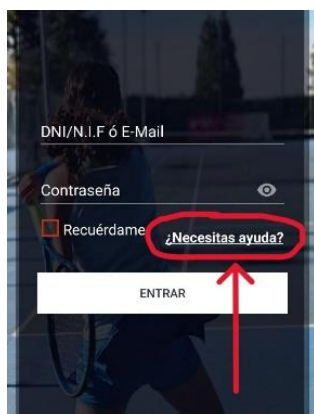 DNI/N.I.F ó E-Mail
Contraseña
Recuérdame
¿Necesitas ayuda?
ENTRAR